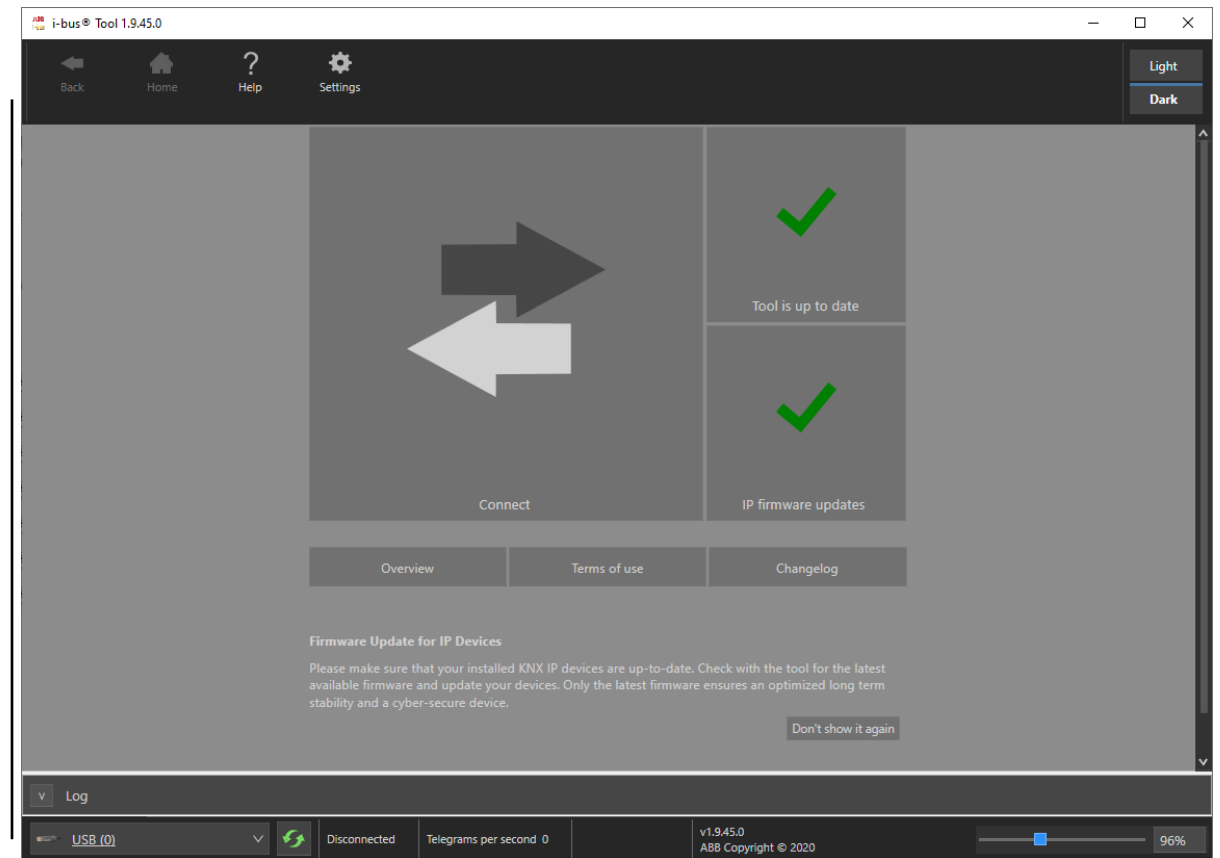 i-bus® Tool 1.9.45.0
Back
Home
Help
Settings
Light
Dark
Tool is up to date
Connect
IP firmware updates
Overview
Terms of use
Changelog
Firmware Update for IP Devices
Please make sure that your installed KNX IP devices are up-to-date. Check with the tool for the latest
available firmware and update your devices. Only the latest firmware ensures an optimized long term
stability and a cyber-secure device.
Don't show it again
Log
USB (0)
Disconnected
Telegrams per second 0
v1.9.45.0
ABB Copyright © 2020
96%